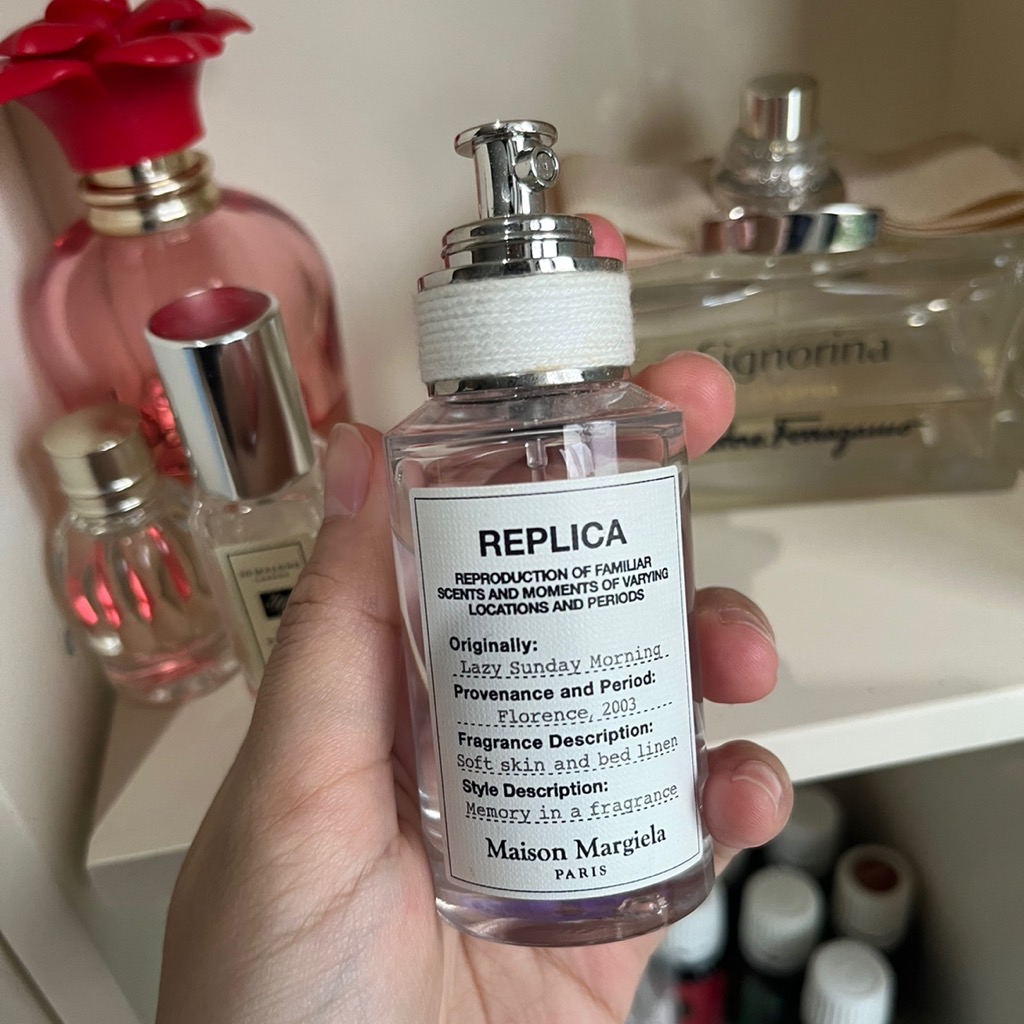 REPLICA
REPRODUCTION OF FAMILIAR
SCENTS AND MOMENTS OF VARYING
LOCATIONS AND PERIODS
Originally:
Lazy Sunday Morning
Provenance and Period:
Florence, 2003
Fragrance Description:
Soft skin and bed linen
Style Description:
Memory in a fragrance
Maison Margiela
PARIS
Signorina
Ferragamo